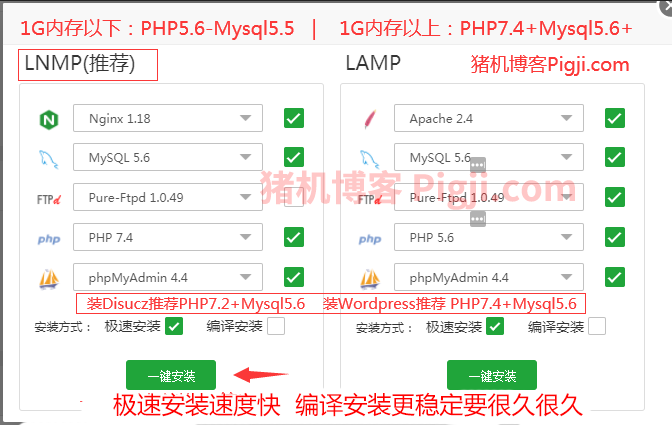 1G内存以下：PHP5.6-Mysql5.5 | 1G内存以上：PHP7.4+Mysql5.6+
LNMP(推荐)
LAMP
猪机博客Pigji.com
Nginx 1.18
Apache 2.4
MySQL 5.6
MySQL 5.6
猪机博客 Pigji.com
FTPd Pure-Ftpd 1.0.49
FTPd Pure-Ftpd 1.0.49
php PHP 7.4
php PHP 5.6
phpMyAdmin 4.4
phpMyAdmin 4.4
装Disucz推荐PHP7.2+Mysql5.6 装Wordpress推荐 PHP7.4+Mysql5.6
安装方式： 极速安装 编译安装
安装方式： 极速安装 编译安装
一键安装
一键安装
极速安装速度快 编译安装更稳定要很久很久